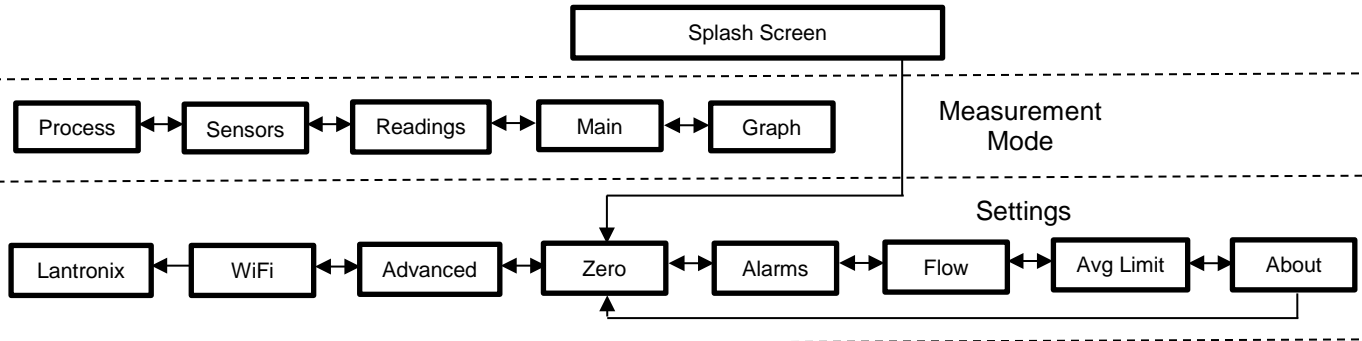 Splash Screen
Measurement
Mode
Process
Sensors
Readings
Main
Graph
Settings
Lantronix
WiFi
Advanced
Zero
Alarms
Flow
Avg Limit
About